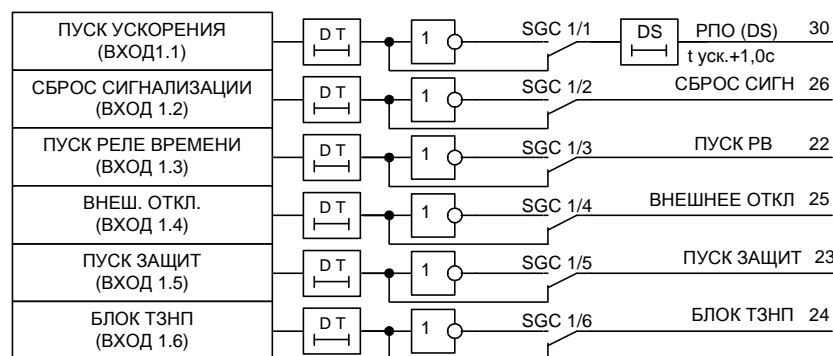 ПУСК УСКОРЕНИЯ
(ВХОД1.1)
D T
1
SGC 1/1
DS
РПО (DS)
30
t уск.+1,0с
СБРОС СИГНАЛИЗАЦИИ
(ВХОД 1.2)
D T
1
SGC 1/2
СБРОС СИГН
26
ПУСК РЕЛЕ ВРЕМЕНИ
(ВХОД 1.3)
D T
1
SGC 1/3
ПУСК РВ
22
ВНЕШ. ОТКЛ.
(ВХОД 1.4)
D T
1
SGC 1/4
ВНЕШНЕЕ ОТКЛ
25
ПУСК ЗАЩИТ
(ВХОД 1.5)
D T
1
SGC 1/5
ПУСК ЗАЩИТ
23
БЛОК ТЗНП
(ВХОД 1.6)
D T
1
SGC 1/6
БЛОК ТЗНП
24